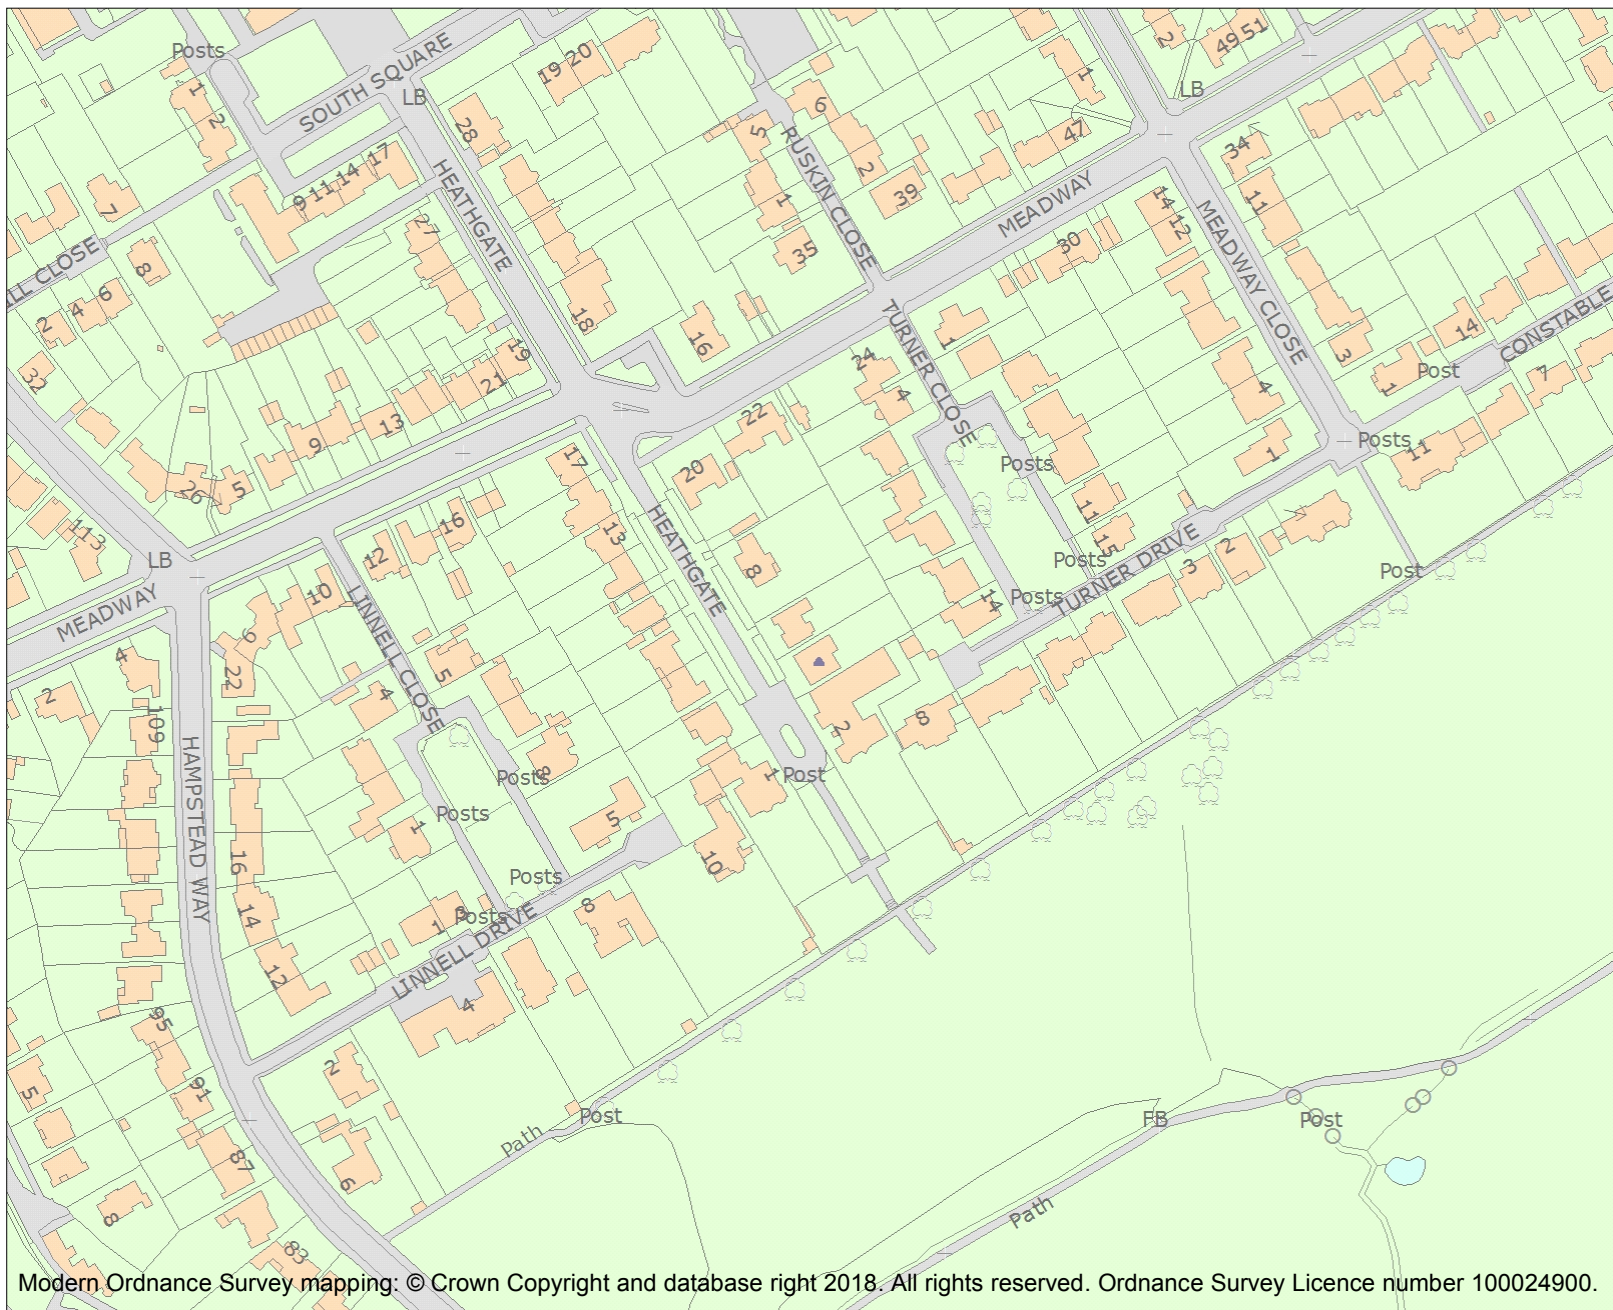 Posts
SOUTH SQUARE
19 20
2
49 51
1
LB
LB
1
2
28
6
5
47
34
9 11 14 17
HEATHGATE
RUSKIN CLOSE
2
39
MEADWAY
14 12
MEADWAY CLOSE
11
7
ILL CLOSE
8
27
1
35
30
2 4 6
18
16
TURNER CLOSE
1
3
14
CONSTABLE
32
19
21
24
4
4
1
Post
7
9
13
22
17
20
Posts
1
11
Posts
26
5
113
LB
16
12
13
HEATHGATE
8
11
15
Posts
TURNER DRIVE
3
2
Post
MEADWAY
10
6
LINNELL CLOSE
14
Posts
4
22
2
5
4
109
8
2
HAMPSTEAD WAY
8
Posts
1
Post
Posts
1
5
16
10
Posts
14
8
3
Posts
1
LINNELL DRIVE
12
4
95
2
5
91
Post
Path
FB
Post
87
6
8
Path
83
Modern Ordnance Survey mapping: © Crown Copyright and database right 2018. All rights reserved. Ordnance Survey Licence number 100024900.